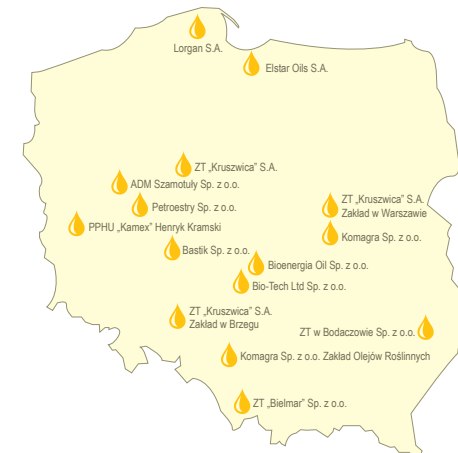 Lorgan S.A.
Elstar Oils S.A.
ZT „Kruszwica” S.A.
ADM Szamotuły Sp. z o.o.
Petroestry Sp. z o.o.
ZT „Kruszwica” S.A.
Zakład w Warszawie
PPHU „Kamex” Henryk Kramski
Komagra Sp. z o.o.
Bastik Sp. z o.o.
Bioenergia Oil Sp. z o.o.
Bio-Tech Ltd Sp. z o.o.
ZT „Kruszwica” S.A.
Zakład w Brzegu
ZT w Bodaczowie Sp. z o.o.
Komagra Sp. z o.o. Zakład Olejów Roślinnych
ZT „Bielmar” Sp. z o.o.